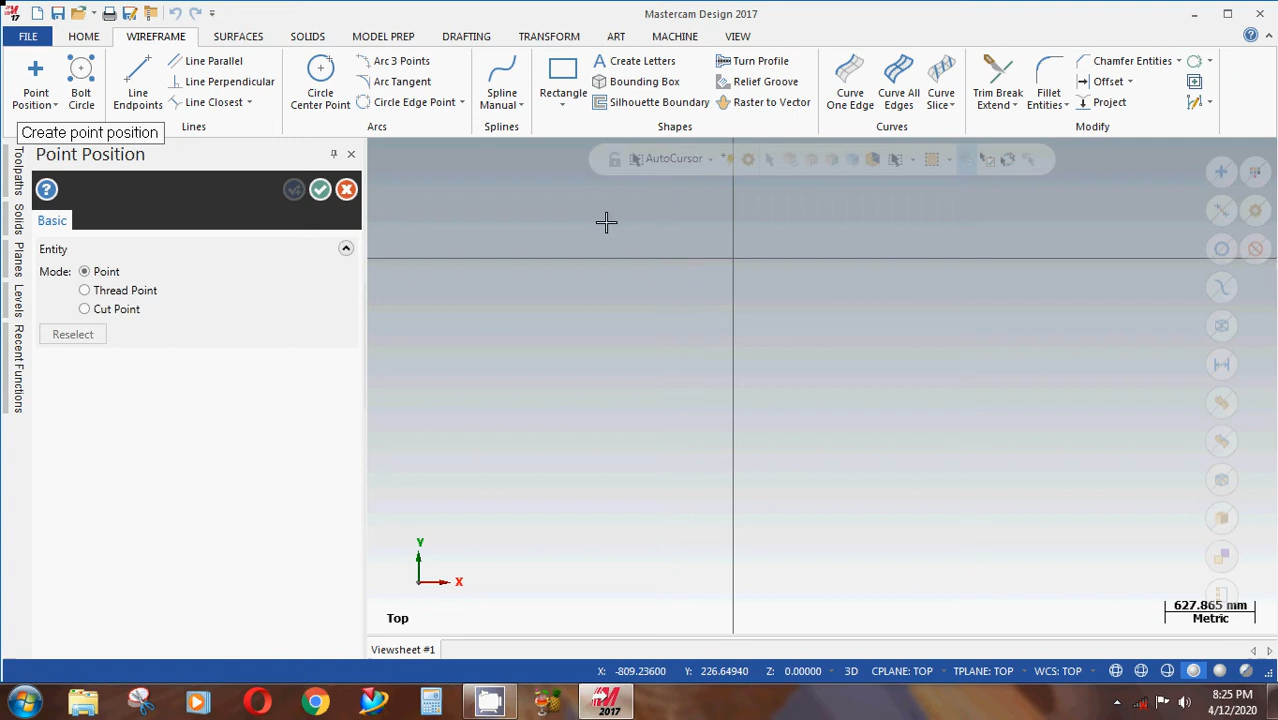 17
Mastercam Design 2017
FILE HOME WIREFRAME SURFACES SOLIDS MODEL PREP DRAFTING TRANSFORM ART MACHINE VIEW
Point Position
Bolt Circle
Line Endpoints
Line Parallel
Line Perpendicular
Line Closest
Lines
Circle Center Point
Arc 3 Points
Arc Tangent
Circle Edge Point
Arcs
Spline Manual
Splines
Rectangle
Create Letters
Bounding Box
Silhouette Boundary
Turn Profile
Relief Groove
Raster to Vector
Shapes
Curve One Edge
Curve All Edges
Curve Slice
Curves
Trim Break Extend
Fillet Entities
Chamfer Entities
Offset
Project
Modify
Create point position
Toolpaths
Solids
Planes
Levels
Recent Functions
Point Position
Basic
Entity
Mode: Point
Thread Point
Cut Point
Reselect
AutoCursor
Y
X
Top
627.865 mm
Metric
Viewsheet #1
X: -809.23600 Y: 226.64940 Z: 0.00000 3D CPLANE: TOP TPLANE: TOP WCS: TOP
2017
8:25 PM
4/12/2020